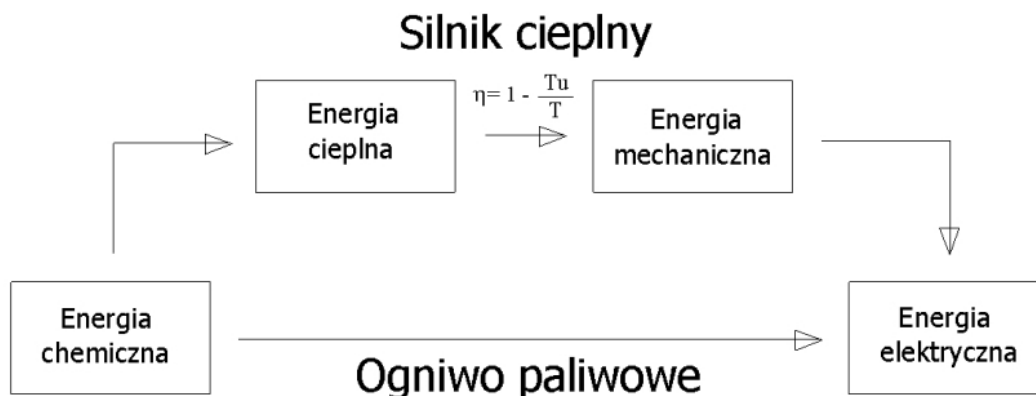 Silnik cieplny
Energia
cieplna
η= 1 - Tu
T
Energia
mechaniczna
Energia
chemiczna
Energia
elektryczna
Ogniwo paliwowe